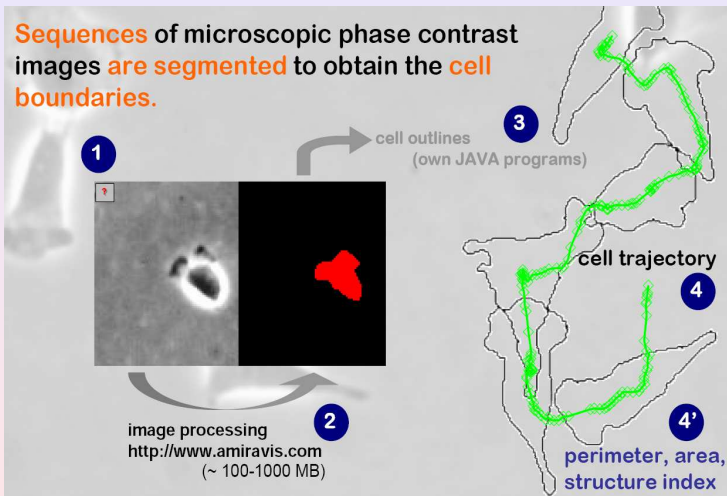 Sequences of microscopic phase contrast
images are segmented to obtain the cell
boundaries.
1
3
cell outlines
(own JAVA programs)
?
cell trajectory
4
2
image processing
http://www.amiravis.com
(~ 100-1000 MB)
4’
perimeter, area,
structure index